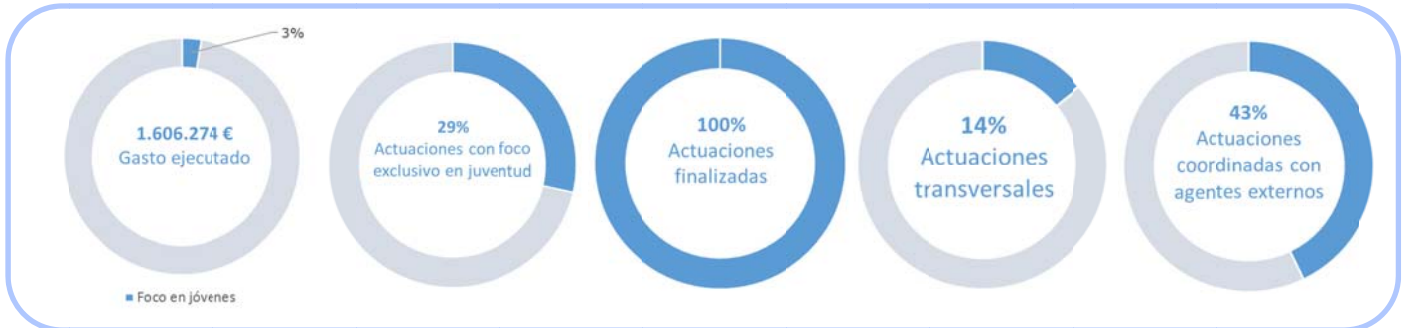 3%
1.606.274 €
Gasto ejecutado
29%
Actuaciones con foco
exclusivo en juventud
100%
Actuaciones
finalizadas
14%
Actuaciones
transversales
43%
Actuaciones
coordinadas con
agentes externos
Foco en jóvenes